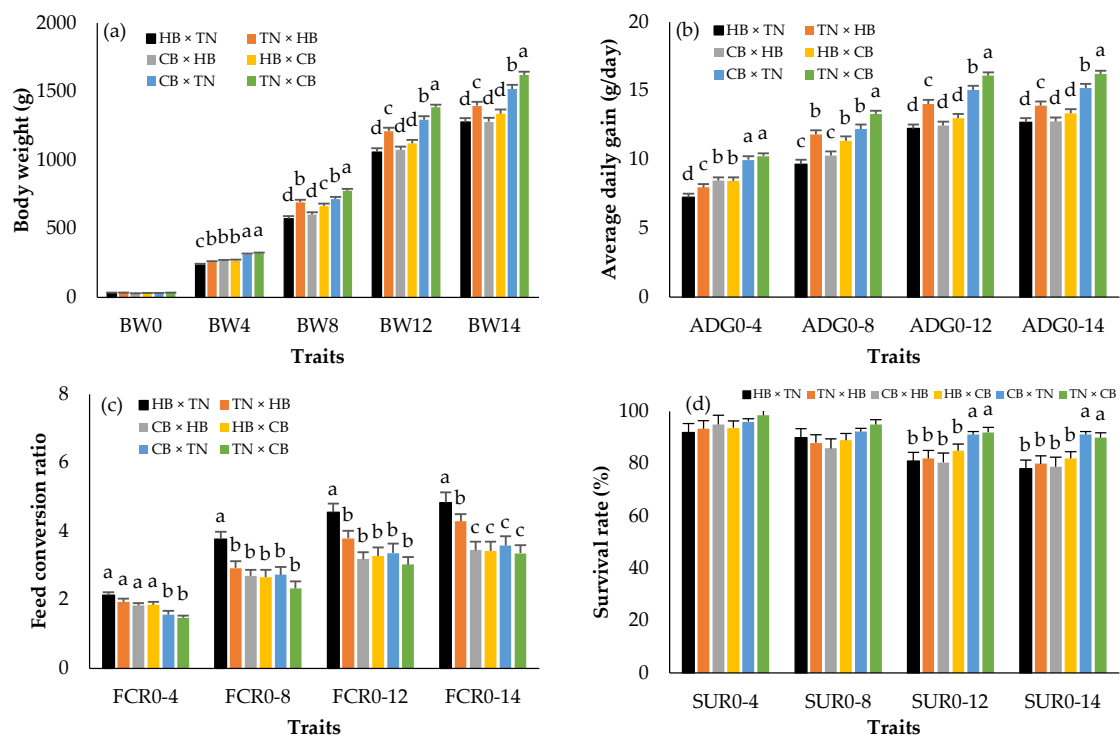 (a)
HB × TN TN × HB
CB × HB HB × CB
CB × TN TN × CB
Body weight (g)
2000
1500
1000
500
0
c b b b a a
d b d c b a
d c d d b a
d c d d b a
BW0 BW4 BW8 BW12 BW14
Traits
(b)
HB × TN TN × HB
CB × HB HB × CB
CB × TN TN × CB
Average daily gain (g/day)
20
15
10
5
0
d c b b a a
c b c b b a
d c d d b a
d c d d b a
ADG0-4 ADG0-8 ADG0-12 ADG0-14
Traits
(c)
HB × TN TN × HB
CB × HB HB × CB
CB × TN TN × CB
Feed conversion ratio
8
6
4
2
0
a a a a b b
a b b b b b
a b b b b b
a b c c c c
FCR0-4 FCR0-8 FCR0-12 FCR0-14
Traits
(d)
HB × TN TN × HB CB × HB HB × CB CB × TN TN × CB
Survival rate (%)
100
80
60
40
20
0
b b b b a a
b b b b a a
SUR0-4 SUR0-8 SUR0-12 SUR0-14
Traits